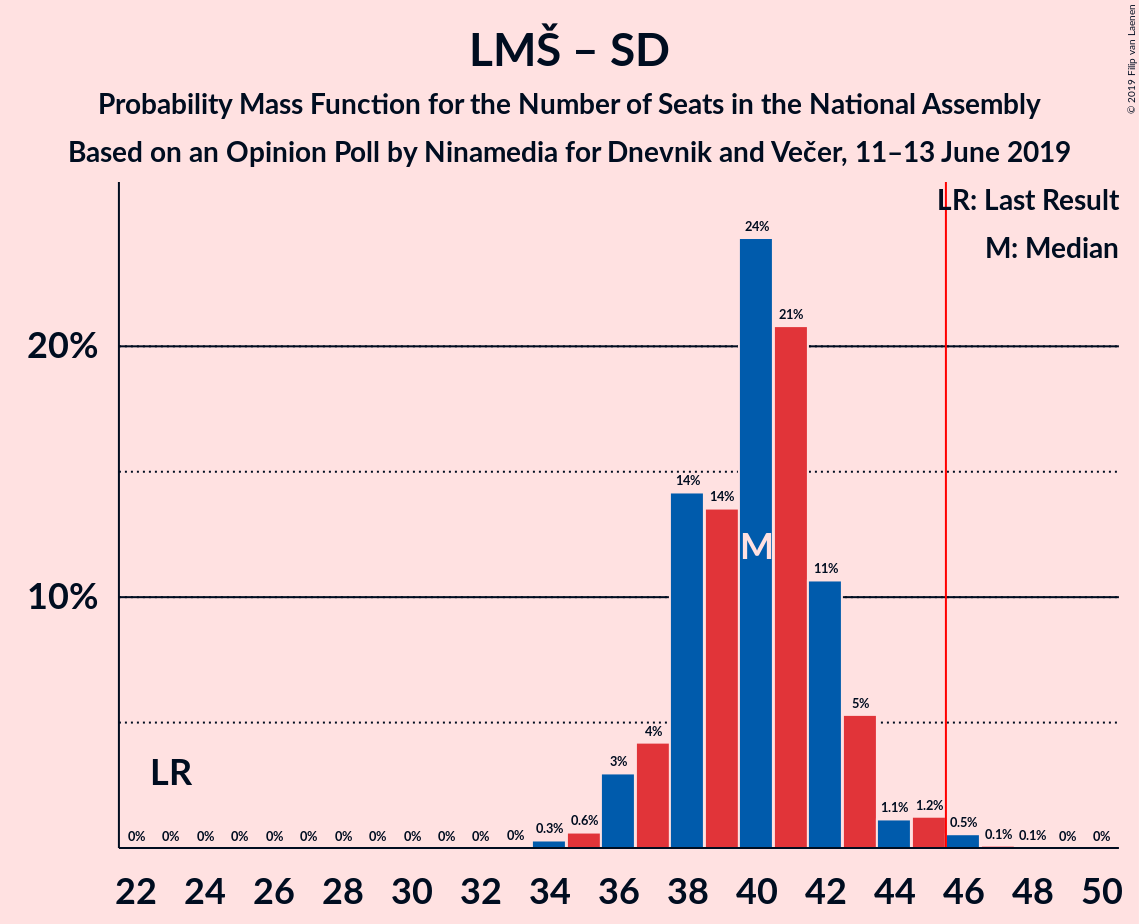 LMŠ – SD
Probability Mass Function for the Number of Seats in the National Assembly
Based on an Opinion Poll by Ninamedia for Dnevnik and Večer, 11–13 June 2019
© 2019 Filip van Laenen
LR: Last Result
M: Median
20%
10%
LR
M
0% 0% 0% 0% 0% 0% 0% 0% 0% 0% 0% 0% 0.3% 0.6% 3% 4% 14% 14% 24% 21% 11% 5% 1.1% 1.2% 0.5% 0.1% 0.1% 0% 0%
22 24 26 28 30 32 34 36 38 40 42 44 46 48 50